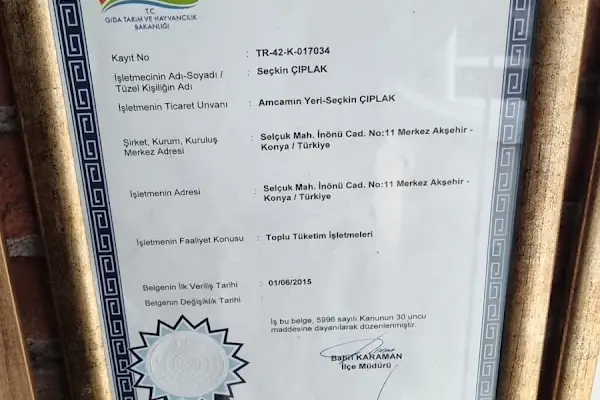 T.C.
GIDA TARIM VE HAYVANCILIK
BAKANLIĞI
Kayıt No : TR-42-K-017034
İşletmecinin Adı-Soyadı / : Seçkin ÇIPLAK
Tüzel Kişiliğin Adı
İşletmenin Ticaret Unvanı : Amcamın Yeri-Seçkin ÇIPLAK
Şirket, Kurum, Kuruluş : Selçuk Mah. İnönü Cad. No:11 Merkez Akşehir -
Merkez Adresi Konya / Türkiye
İşletmenin Adresi : Selçuk Mah. İnönü Cad. No:11 Merkez Akşehir -
Konya / Türkiye
İşletmenin Faaliyet Konusu : Toplu Tüketim İşletmeleri
Belgenin İlk Veriliş Tarihi : 01/06/2015
Belgenin Değişiklik Tarihi :
İş bu belge, 5996 sayılı Kanunun 30 uncu
maddesine dayanılarak düzenlenmiştir.
Bahri KARAMAN
İlçe Müdürü